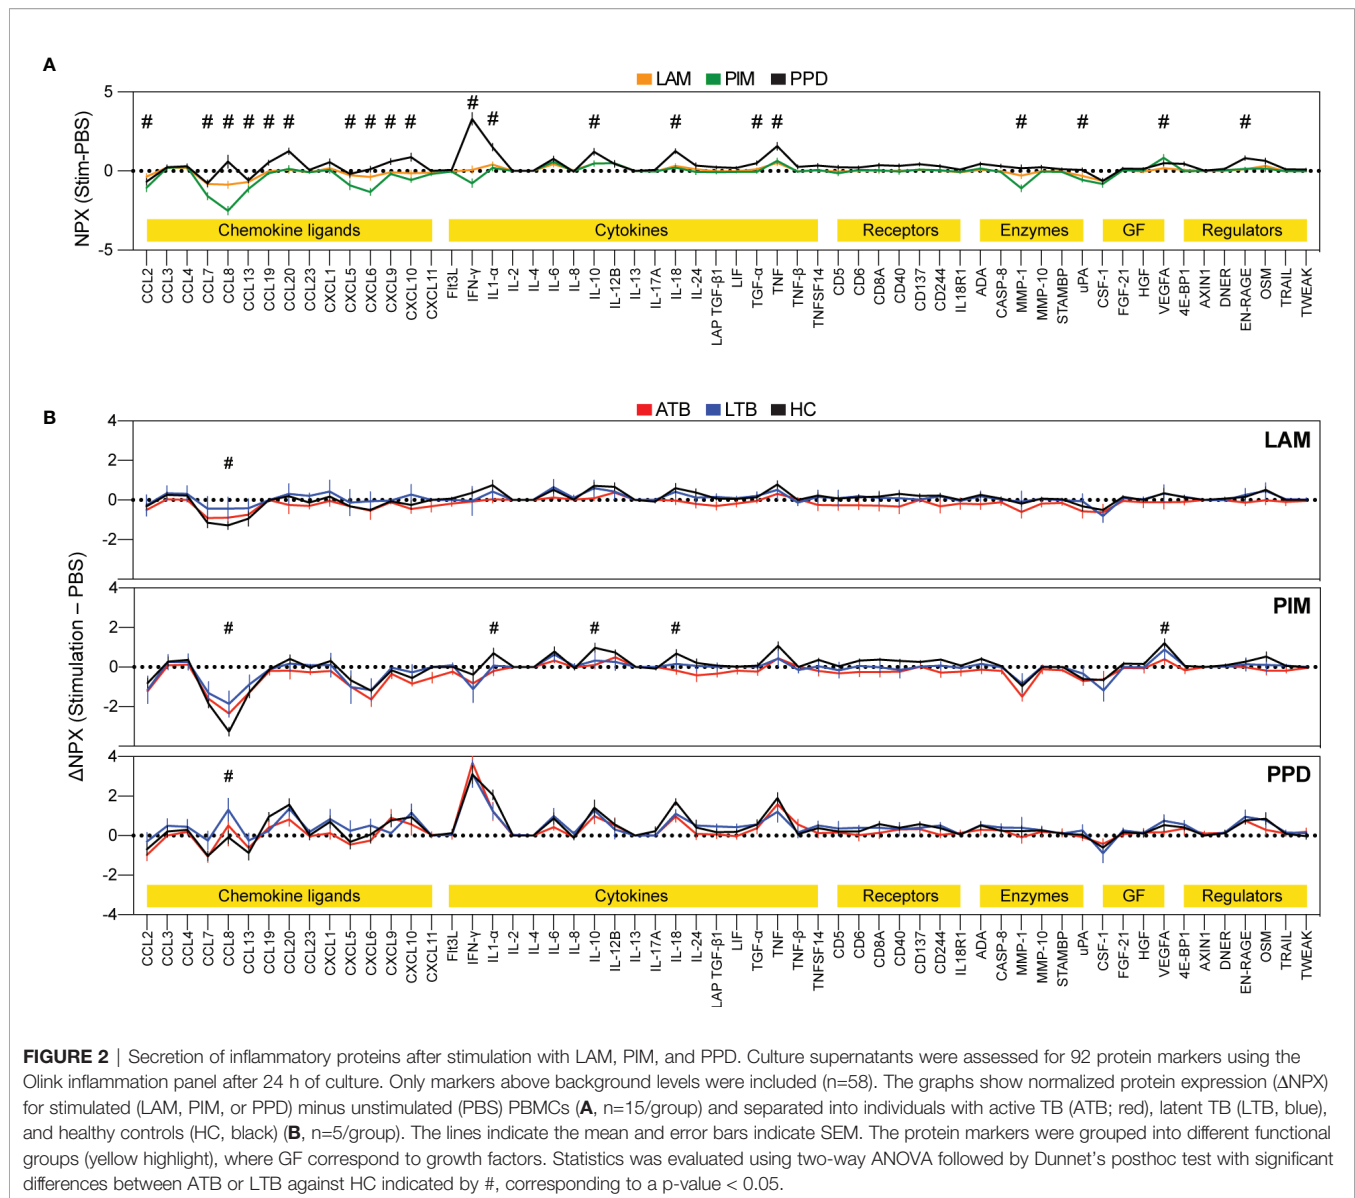 A
LAM PIM PPD
NPX (Stim-PBS)
5
0
-5
# # # # # # # # # # # # # # # # # # # #
Chemokine ligands Cytokines Receptors Enzymes GF Regulators
CCL2 CCL3 CCL4 CCL7 CCL8 CCL13 CCL19 CCL20 CCL23 CXCL1 CXCL5 CXCL6 CXCL9 CXCL10 CXCL11 Flt3L IFN-γ IL1-α IL-2 IL-4 IL-6 IL-8 IL-10 IL-12B IL-13 IL-17A IL-18 IL-24 LAP TGF-β1 LIF TGF-α TNF TNF-β TNFSF14 CD5 CD6 CD8A CD40 CD137 CD244 IL18R1 ADA CASP-8 MMP-1 MMP-10 STAMBP uPA CSF-1 FGF-21 HGF VEGFA 4E-BP1 AXIN1 DNER EN-RAGE OSM TRAIL TWEAK
B
ATB LTB HC
ΔNPX (Stimulation – PBS)
4
2
0
-2
#
LAM
4
2
0
-2
# # # # #
PIM
4
2
0
-2
-4
#
PPD
Chemokine ligands Cytokines Receptors Enzymes GF Regulators
CCL2 CCL3 CCL4 CCL7 CCL8 CCL13 CCL19 CCL20 CCL23 CXCL1 CXCL5 CXCL6 CXCL9 CXCL10 CXCL11 Flt3L IFN-γ IL1-α IL-2 IL-4 IL-6 IL-8 IL-10 IL-12B IL-13 IL-17A IL-18 IL-24 LAP TGF-β1 LIF TGF-α TNF TNF-β TNFSF14 CD5 CD6 CD8A CD40 CD137 CD244 IL18R1 ADA CASP-8 MMP-1 MMP-10 STAMBP uPA CSF-1 FGF-21 HGF VEGFA 4E-BP1 AXIN1 DNER EN-RAGE OSM TRAIL TWEAK
FIGURE 2 | Secretion of inflammatory proteins after stimulation with LAM, PIM, and PPD. Culture supernatants were assessed for 92 protein markers using the
Olink inflammation panel after 24 h of culture. Only markers above background levels were included (n=58). The graphs show normalized protein expression (ΔNPX)
for stimulated (LAM, PIM, or PPD) minus unstimulated (PBS) PBMCs (A, n=15/group) and separated into individuals with active TB (ATB; red), latent TB (LTB, blue),
and healthy controls (HC, black) (B, n=5/group). The lines indicate the mean and error bars indicate SEM. The protein markers were grouped into different functional
groups (yellow highlight), where GF correspond to growth factors. Statistics was evaluated using two-way ANOVA followed by Dunnet's posthoc test with significant
differences between ATB or LTB against HC indicated by #, corresponding to a p-value < 0.05.